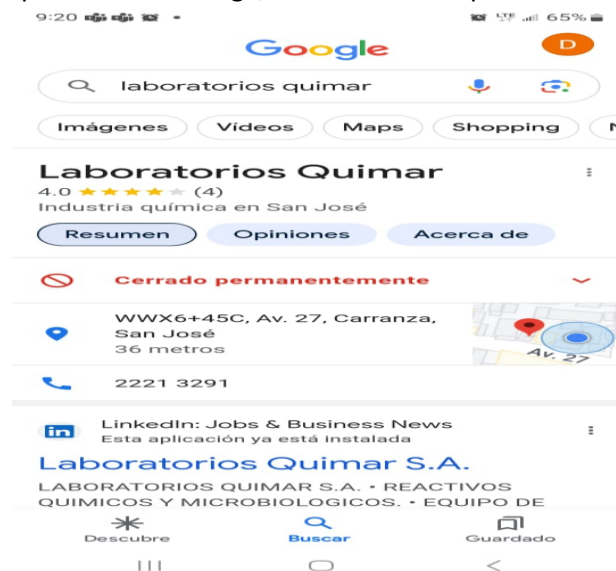 9:20
LTE 65%
Google
D
laboratorios quimar
Imágenes Vídeos Maps Shopping
Laboratorios Quimar
4.0 (4)
Industria química en San José
Resumen Opiniones Acerca de
Cerrado permanentemente
WWX6+45C, Av. 27, Carranza,
San José
36 metros
Av. 27
2221 3291
in
LinkedIn: Jobs & Business News
Esta aplicación ya está instalada
Laboratorios Quimar S.A.
LABORATORIOS QUIMAR S.A. • REACTIVOS
QUIMICOS Y MICROBIOLOGICOS. • EQUIPO DE
Descubre Buscar Guardado